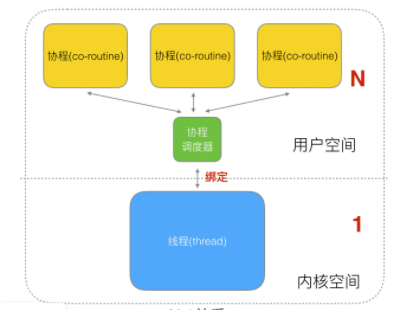 协程(co-routine)
协程(co-routine)
协程(co-routine)
N
协程
调度器
用户空间
绑定
线程(thread)
1
内核空间